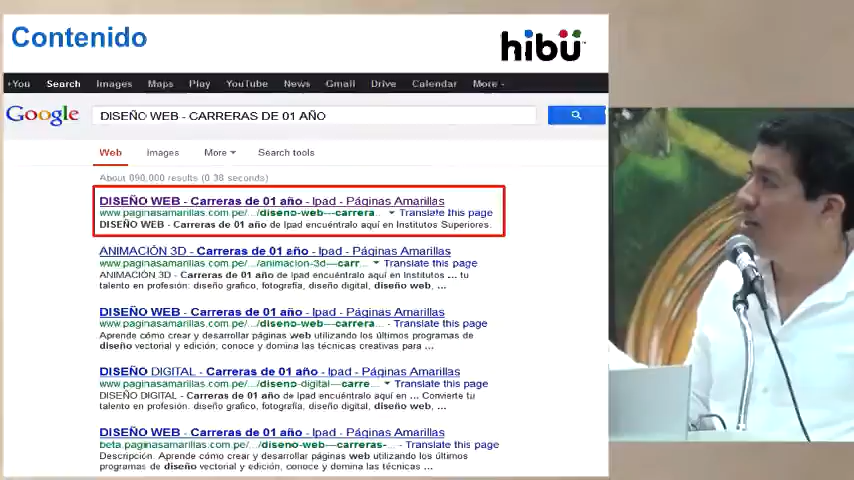 Contenido
hibü
+You Search Images Maps Play YouTube News Gmail Drive Calendar More
Google
DISEÑO WEB - CARRERAS DE 01 AÑO
Web Images More Search tools
About 890,000 results (0.38 seconds)
DISEÑO WEB - Carreras de 01 año - Ipad - Páginas Amarillas
www.paginasamarillas.com.pe/.../diseno-web---carrera... Translate this page
DISEÑO WEB - Carreras de 01 año de Ipad encuéntralo aquí en Institutos Superiores.
ANIMACIÓN 3D - Carreras de 01 año - Ipad - Páginas Amarillas
www.paginasamarillas.com.pe/.../animacion-3d---carr... Translate this page
ANIMACIÓN 3D - Carreras de 01 año de Ipad encuéntralo aquí en Institutos ... tu
talento en profesión: diseño grafico, fotografía, diseño digital, diseño web, ...
DISEÑO WEB - Carreras de 01 año - Ipad - Páginas Amarillas
www.paginasamarillas.com.pe/.../diseno-web---carrera... - Translate this page
Aprende cómo crear y desarrollar páginas web utilizando los últimos programas de
diseño vectorial y edición, conoce y domina las técnicas creativas para ...
DISEÑO DIGITAL - Carreras de 01 año - Ipad - Páginas Amarillas
www.paginasamarillas.com.pe/.../diseno-digital---carre... Translate this page
DISEÑO DIGITAL - Carreras de 01 año de Ipad encuéntralo aquí en ... Convierte tu
talento en profesión: diseño grafico, fotografía, diseño digital, diseño web, ...
DISEÑO WEB - Carreras de 01 año - Ipad - Páginas Amarillas
beta.paginasamarillas.com.pe/.../diseno-web---carreras-... - Translate this page
Descripción. Aprende cómo crear y desarrollar páginas web utilizando los últimos
programas de diseño vectorial y edición, conoce y domina las técnicas ...